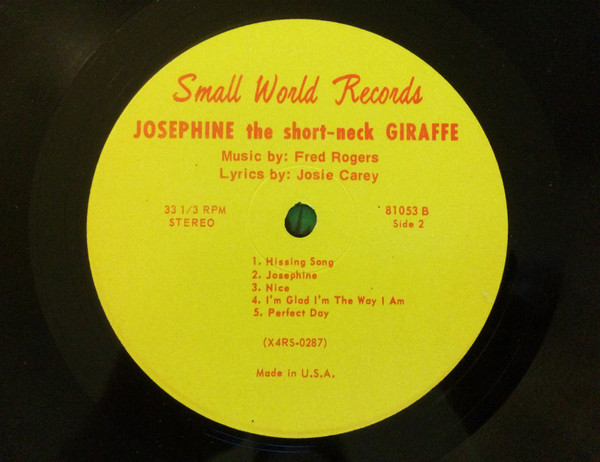 Small World Records
JOSEPHINE the short-neck GIRAFFE
Music by: Fred Rogers
Lyrics by: Josie Carey
33 1/3 RPM
STEREO
81053 B
Side 2
1. Hissing Song
2. Josephine
3. Nice
4. I'm Glad I'm The Way I Am
5. Perfect Day
(X4RS-0287)
Made in U.S.A.